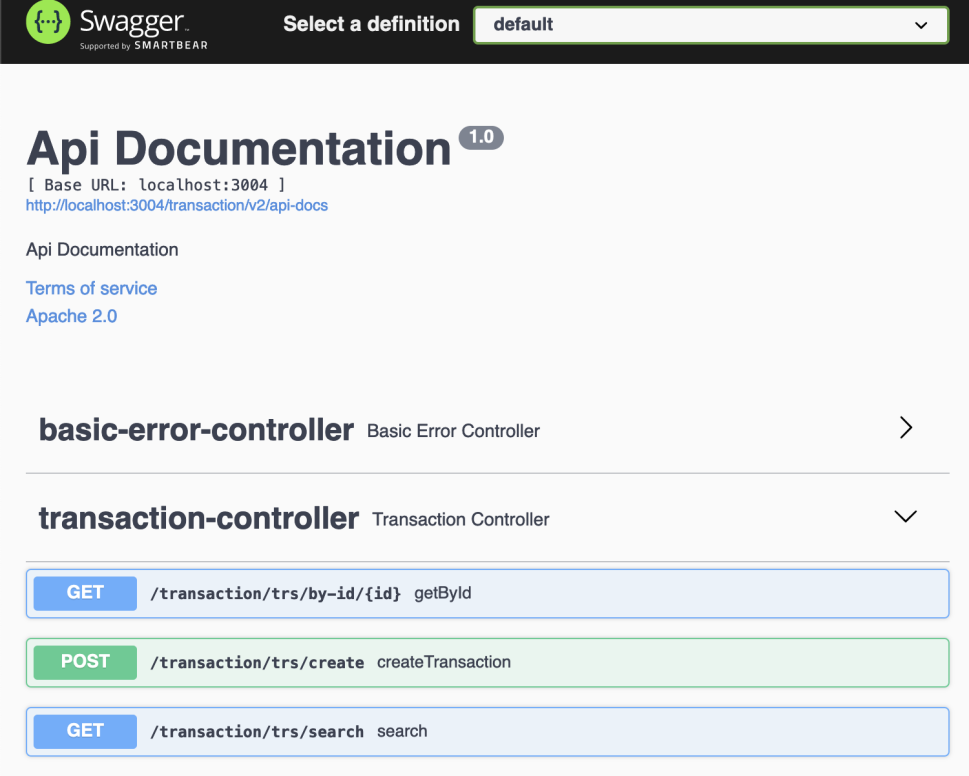 {...} Swagger™
Supported by SMARTBEAR
Select a definition
default
Api Documentation 1.0
[ Base URL: localhost:3004 ]
http://localhost:3004/transaction/v2/api-docs
Api Documentation
Terms of service
Apache 2.0
basic-error-controller Basic Error Controller
transaction-controller Transaction Controller
GET /transaction/trs/by-id/{id} getById
POST /transaction/trs/create createTransaction
GET /transaction/trs/search search